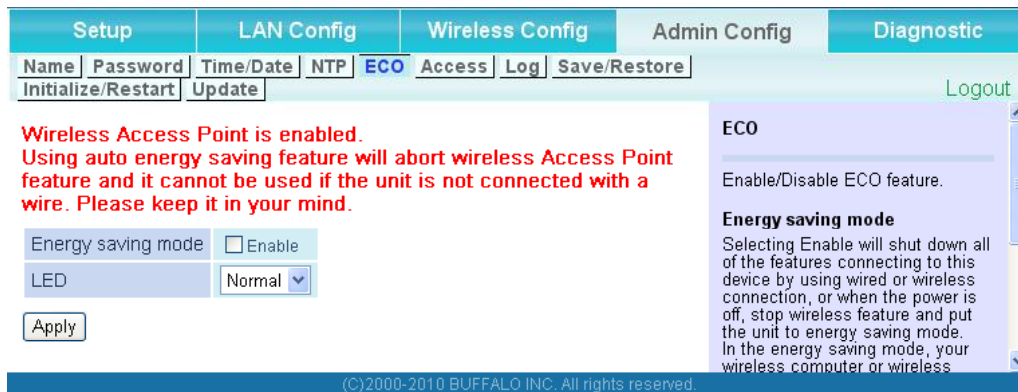 Setup LAN Config Wireless Config Admin Config Diagnostic
Name Password Time/Date NTP ECO Access Log Save/Restore
Initialize/Restart Update
Logout
Wireless Access Point is enabled.
Using auto energy saving feature will abort wireless Access Point
feature and it cannot be used if the unit is not connected with a
wire. Please keep it in your mind.
Energy saving mode Enable
LED Normal
Apply
ECO
Enable/Disable ECO feature.
Energy saving mode
Selecting Enable will shut down all
of the features connecting to this
device by using wired or wireless
connection, or when the power is
off, stop wireless feature and put
the unit to energy saving mode.
In the energy saving mode, your
wireless computer or wireless
(C)2000-2010 BUFFALO INC. All rights reserved.